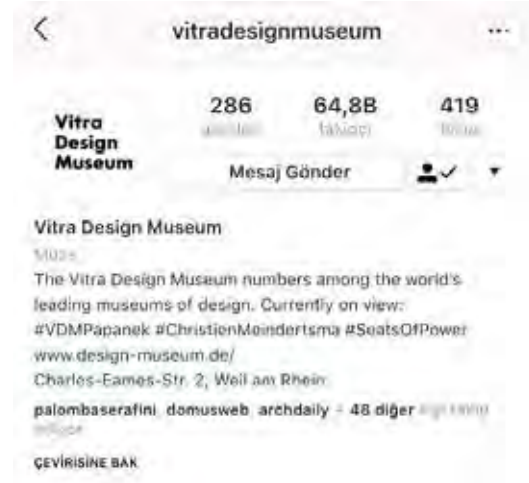 vitradesignmuseum
286 64,8B 419
takipçi
Vitra
Design
Museum
Mesaj Gönder
Vitra Design Museum
Müze
The Vitra Design Museum numbers among the world's
leading museums of design. Currently on view:
#VDMPapanek #ChristienMeindertsma #SeatsOfPower
www.design-museum.de/
Charles-Eames-Str. 2, Weil am Rhein
palombaserafini, domusweb, archdaily + 48 diğer
ÇEVİRİSİNE BAK